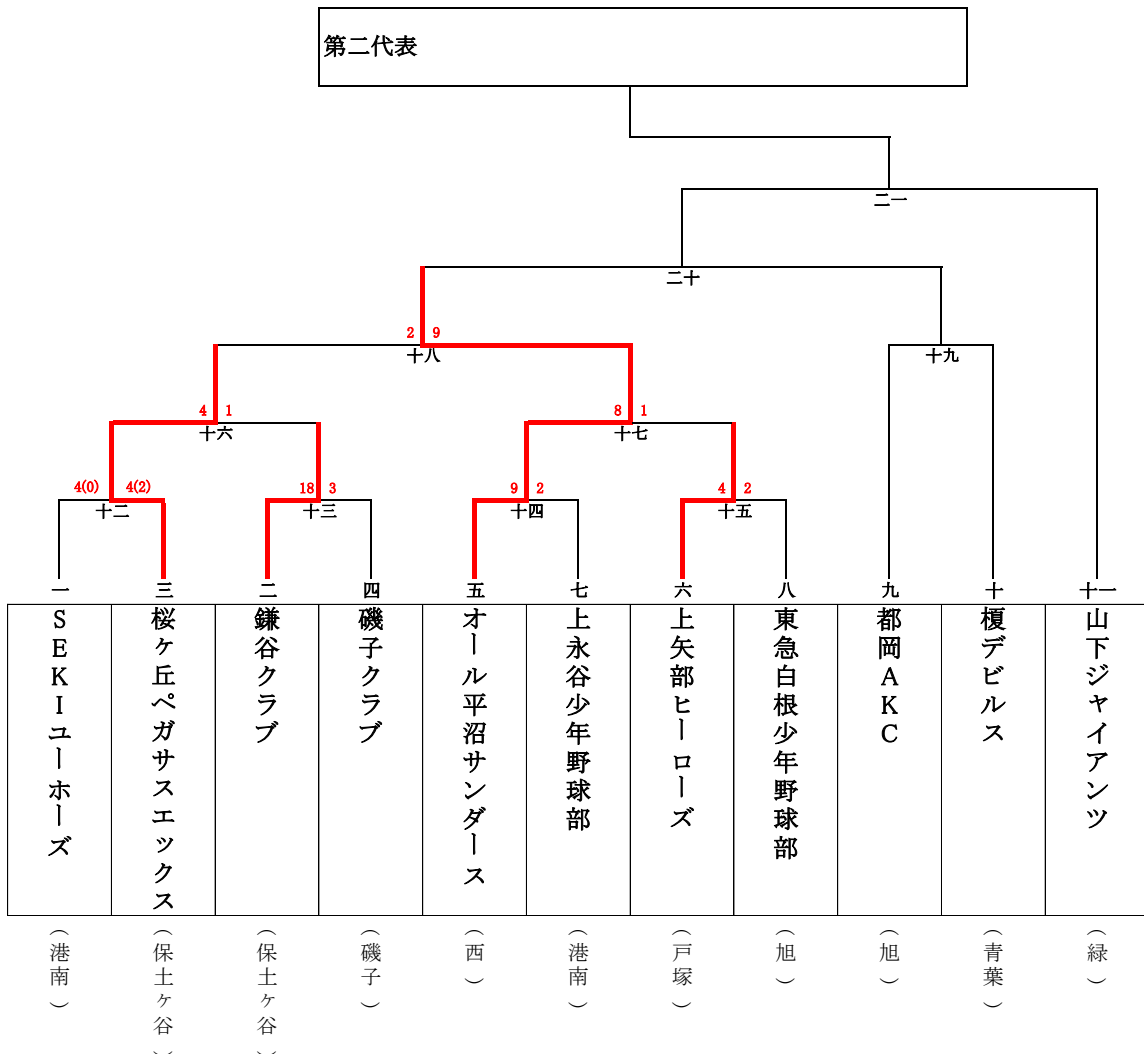 第二代表
二一
二十
2 9
十八
十九
4 1
十六
8 1
十七
4(0) 4(2)
十二
18 3
十三
9 2
十四
4 2
十五
一
三
二
四
五
七
六
八
九
十
十一
SEKIユーホーズ
桜ヶ丘ペガサスエックス
鎌谷クラブ
磯子クラブ
オール平沼サンダース
上永谷少年野球部
上矢部ヒーローズ
東急白根少年野球部
都岡AKC
榎デビルス
山下ジャイアンツ
（港南）
（保土ヶ谷）
（保土ヶ谷）
（磯子）
（西）
（港南）
（戸塚）
（旭）
（旭）
（青葉）
（緑）